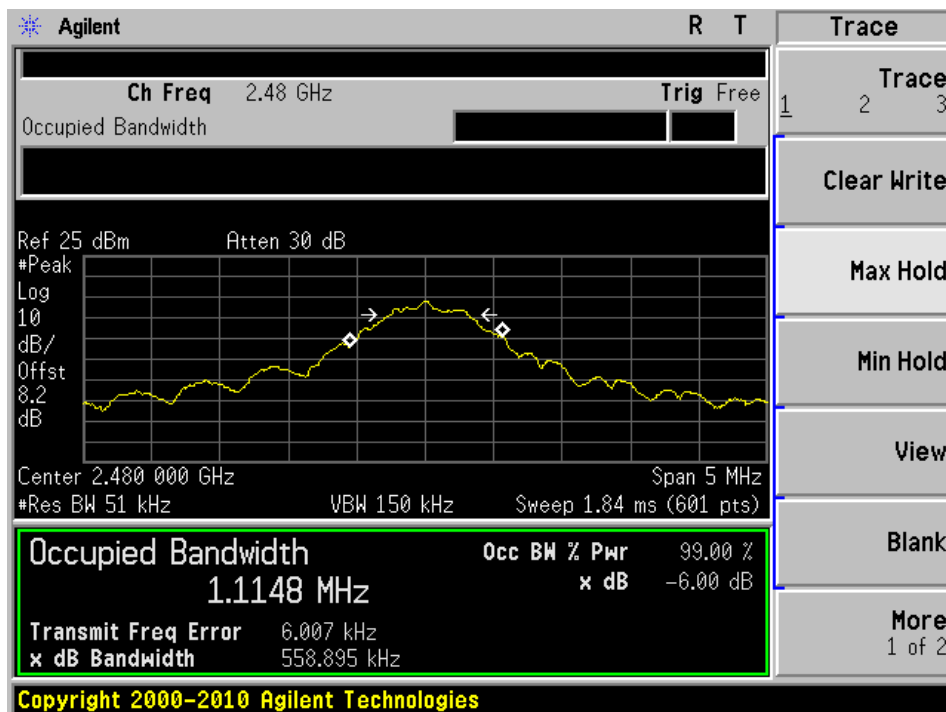 Agilent R T
Trace
Ch Freq 2.48 GHz Trig Free
Occupied Bandwidth
Trace
1 2 3
Clear Write
Max Hold
Min Hold
View
Blank
More
1 of 2
Ref 25 dBm Atten 30 dB
#Peak
Log
10
dB/
Offst
8.2
dB
Center 2.480 000 GHz Span 5 MHz
#Res BW 51 kHz VBW 150 kHz Sweep 1.84 ms (601 pts)
Occupied Bandwidth Occ BW % Pwr 99.00 %
1.1148 MHz x dB -6.00 dB
Transmit Freq Error 6.007 kHz
x dB Bandwidth 558.895 kHz
Copyright 2000-2010 Agilent Technologies